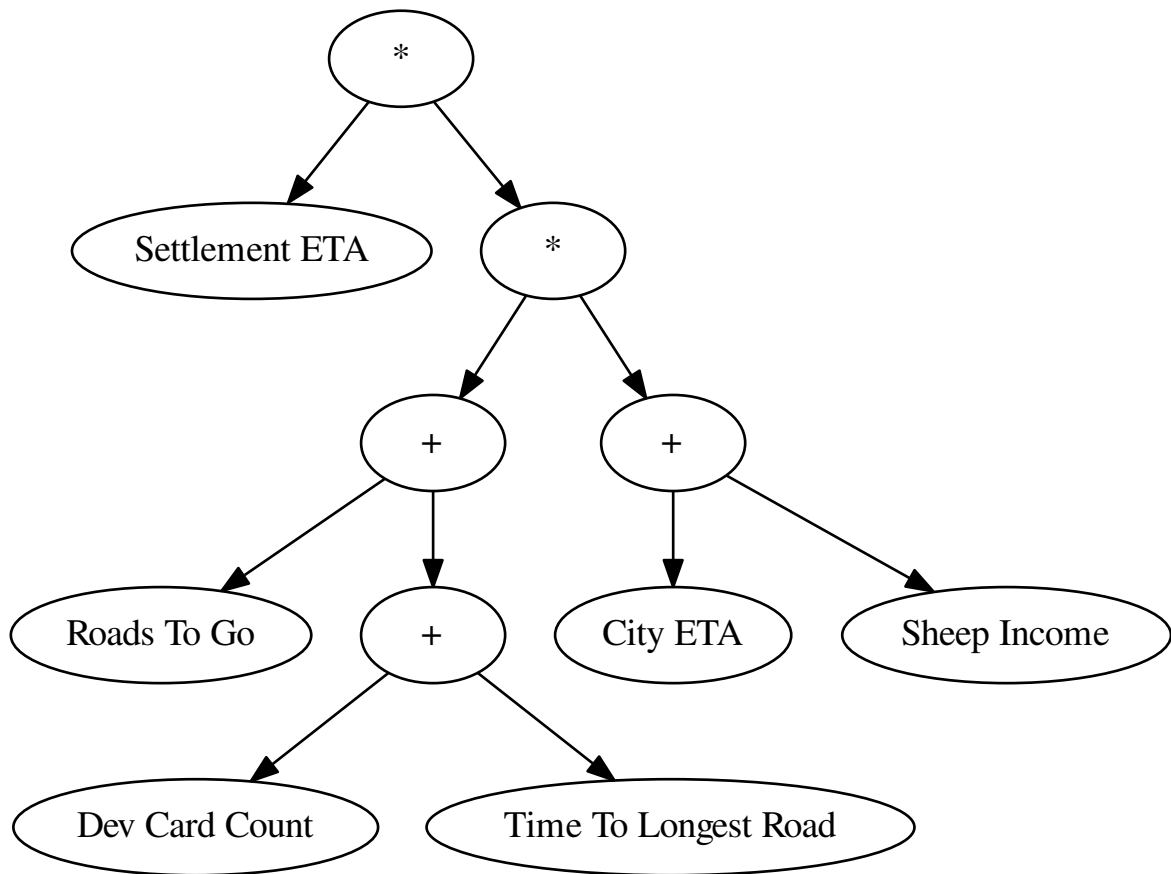 *
Settlement ETA
*
+
+
Roads To Go
+
City ETA
Sheep Income
Dev Card Count
Time To Longest Road